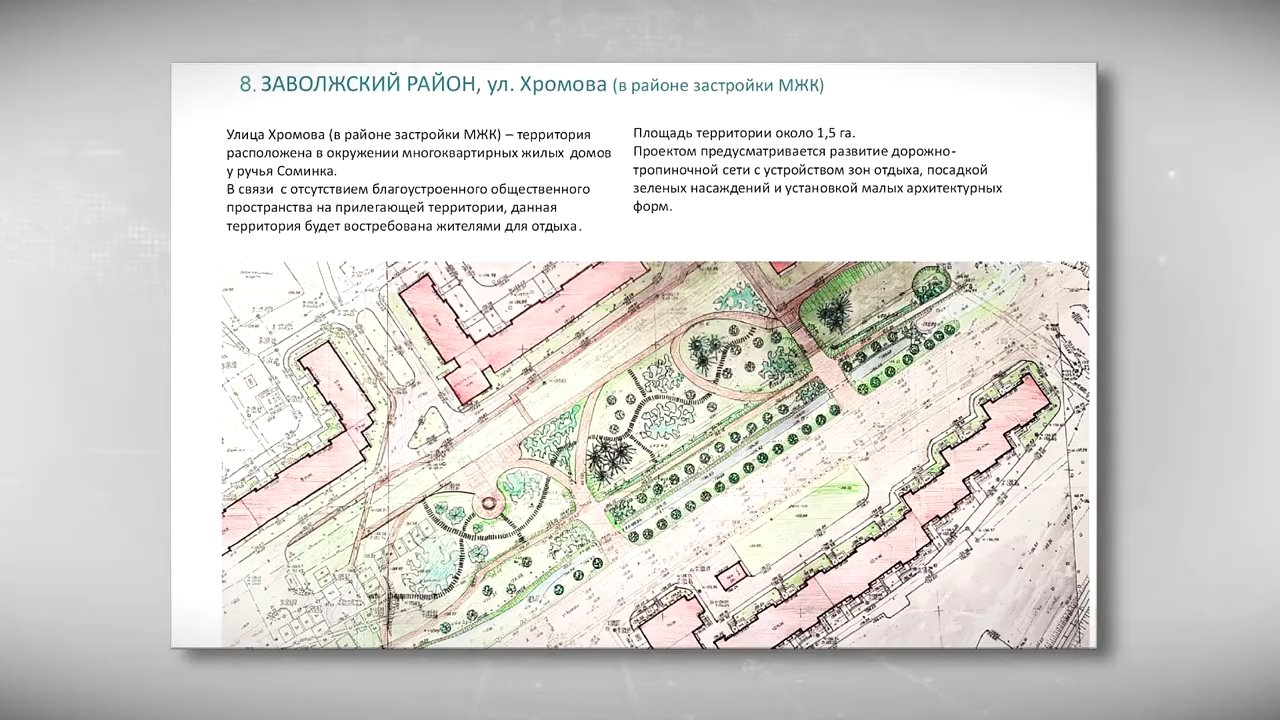 8. ЗАВОЛЖСКИЙ РАЙОН, ул. Хромова (в районе застройки МЖК)
Улица Хромова (в районе застройки МЖК) – территория
расположена в окружении многоквартирных жилых домов
у ручья Соминка.
В связи с отсутствием благоустроенного общественного
пространства на прилегающей территории, данная
территория будет востребована жителями для отдыха.
Площадь территории около 1,5 га.
Проектом предусматривается развитие дорожно-
тропиночной сети с устройством зон отдыха, посадкой
зеленых насаждений и установкой малых архитектурных
форм.